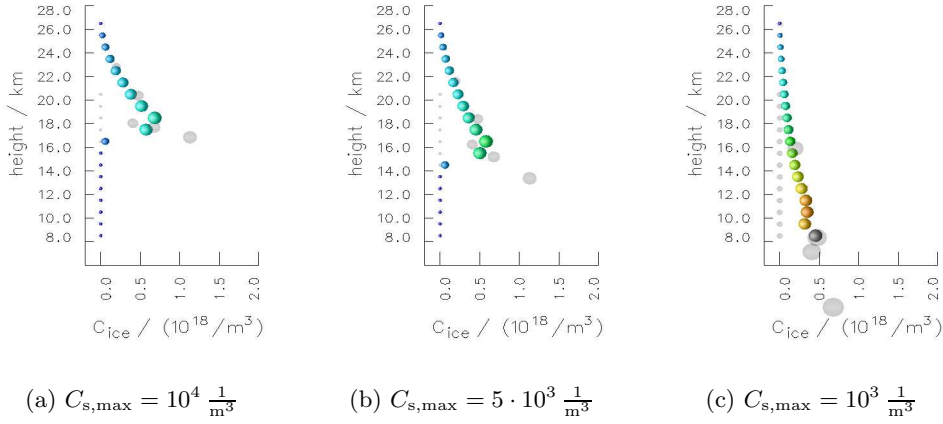 28.0
26.0
24.0
22.0
20.0
18.0
16.0
14.0
12.0
10.0
8.0
height / km
0.0 0.5 1.0 1.5 2.0
C_ice / (10^18/m^3)
(a) C_s,max = 10^4 1/m^3
28.0
26.0
24.0
22.0
20.0
18.0
16.0
14.0
12.0
10.0
8.0
height / km
0.0 0.5 1.0 1.5 2.0
C_ice / (10^18/m^3)
(b) C_s,max = 5 · 10^3 1/m^3
28.0
26.0
24.0
22.0
20.0
18.0
16.0
14.0
12.0
10.0
8.0
height / km
0.0 0.5 1.0 1.5 2.0
C_ice / (10^18/m^3)
(c) C_s,max = 10^3 1/m^3